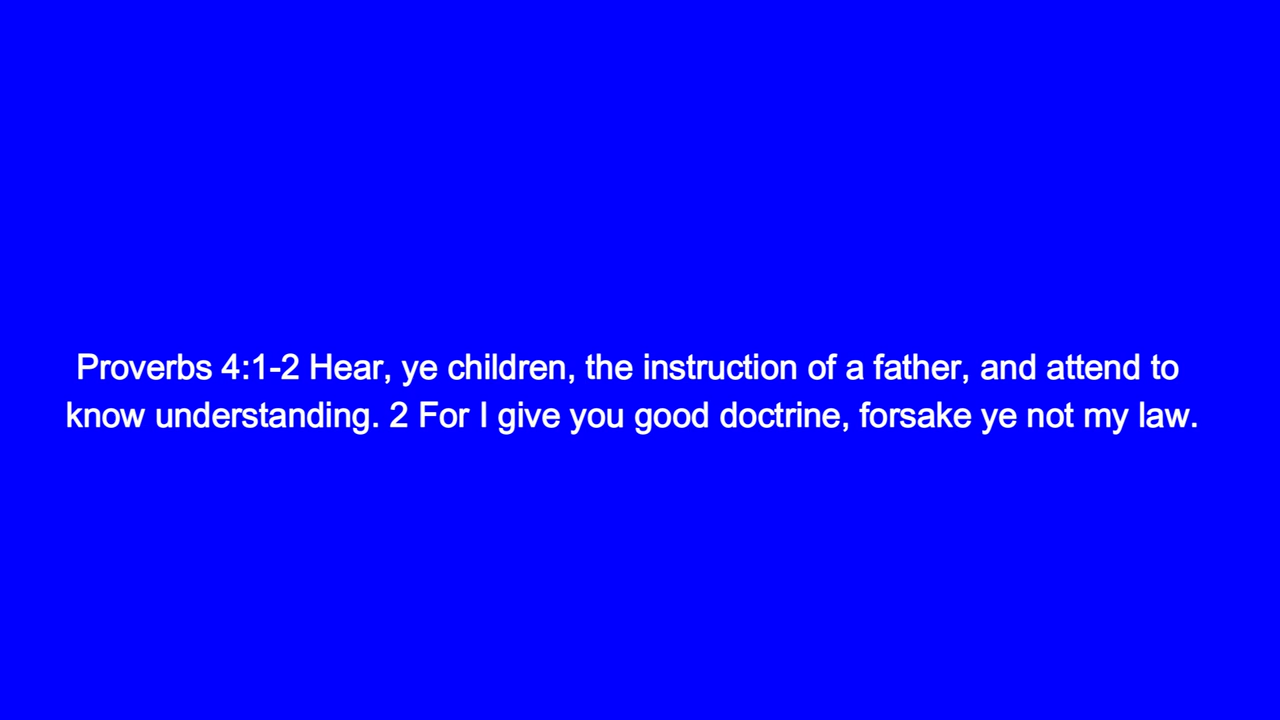 Proverbs 4:1-2 Hear, ye children, the instruction of a father, and attend to
know understanding. 2 For I give you good doctrine, forsake ye not my law.